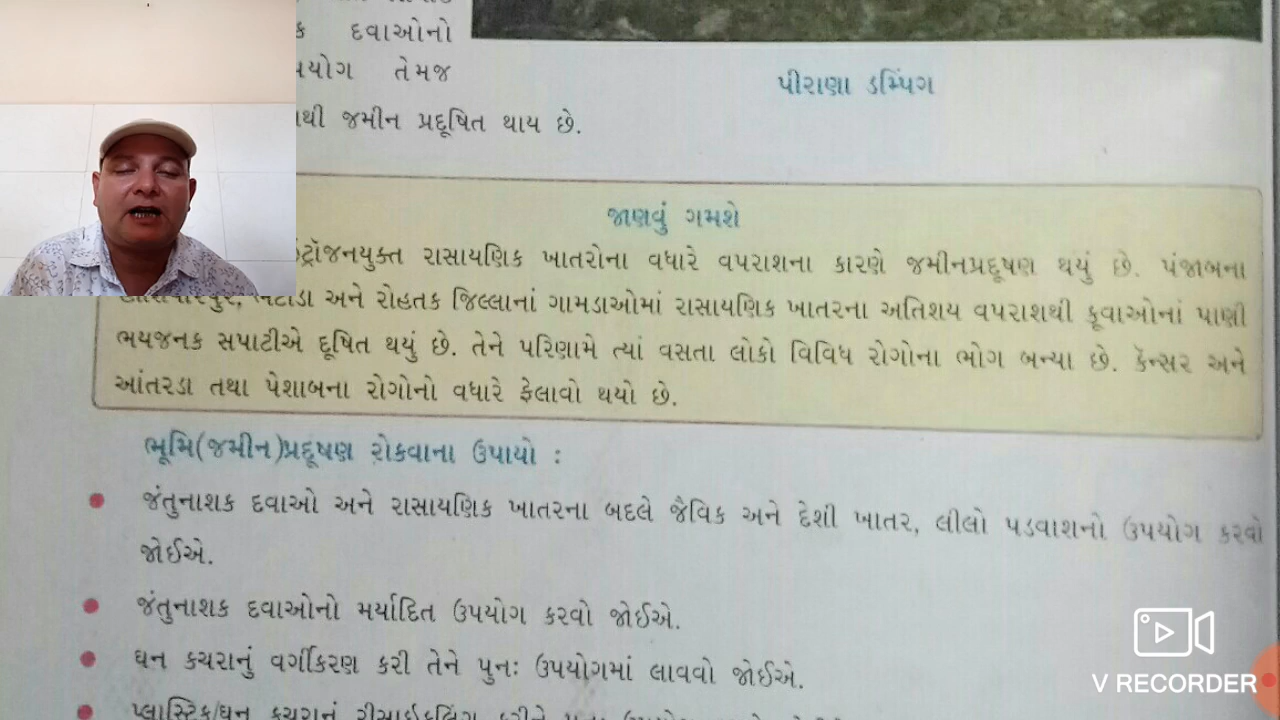 દવાઓનો
તેમજ
પીરાણા ડમ્પિંગ
જમીન પ્રદૂષિત થાય છે.
જાણવું ગમશે
રાસાયણિક ખાતરોના વધારે વપરાશના કારણે જમીનપ્રદૂષણ થયું છે. પંજાબના
અને રોહતક જિલ્લાનાં ગામડાઓમાં રાસાયણિક ખાતરના અતિશય વપરાશથી કૂવાઓનાં પાણી
ભયજનક સપાટીએ દૂષિત થયું છે. તેને પરિણામે ત્યાં વસતા લોકો વિવિધ રોગોના ભોગ બન્યા છે. કૅન્સર અને
આંતરડા તથા પેશાબના રોગોનો વધારે ફેલાવો થયો છે.
ભૂમિ(જમીન)પ્રદૂષણ રોકવાના ઉપાયો :
જંતુનાશક દવાઓ અને રાસાયણિક ખાતરના બદલે જૈવિક અને દેશી ખાતર, લીલો પડવાશનો ઉપયોગ કરવો
જોઈએ.
જંતુનાશક દવાઓનો મર્યાદિત ઉપયોગ કરવો જોઈએ.
ઘન કચરાનું વર્ગીકરણ કરી તેને પુનઃ ઉપયોગમાં લાવવો જોઈએ.
V RECORDER